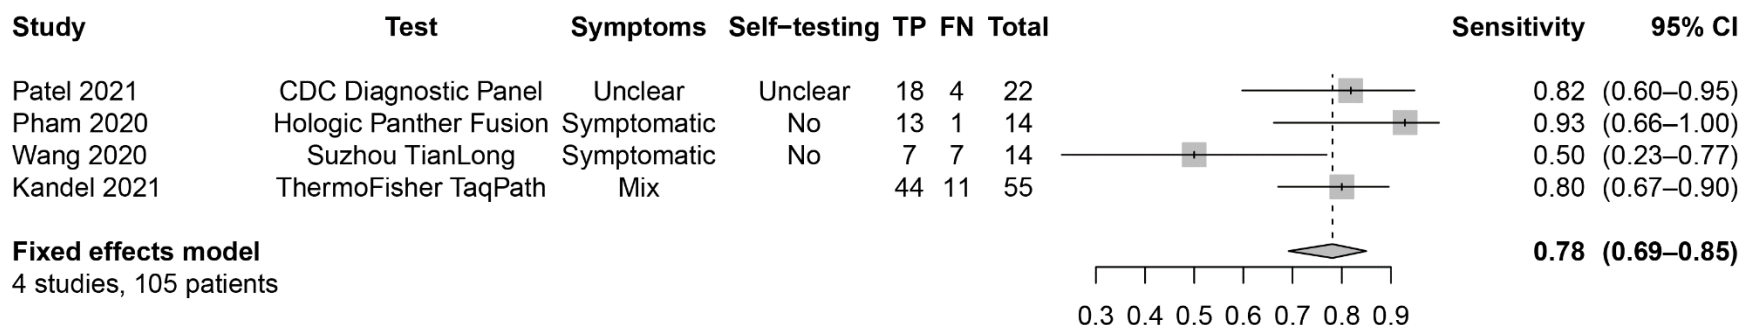 Study Test Symptoms Self−testing TP FN Total Sensitivity 95% CI
Patel 2021 CDC Diagnostic Panel Unclear Unclear 18 4 22 0.82 (0.60–0.95)
Pham 2020 Hologic Panther Fusion Symptomatic No 13 1 14 0.93 (0.66–1.00)
Wang 2020 Suzhou TianLong Symptomatic No 7 7 14 0.50 (0.23–0.77)
Kandel 2021 ThermoFisher TaqPath Mix 44 11 55 0.80 (0.67–0.90)
Fixed effects model 0.78 (0.69–0.85)
4 studies, 105 patients
0.3 0.4 0.5 0.6 0.7 0.8 0.9